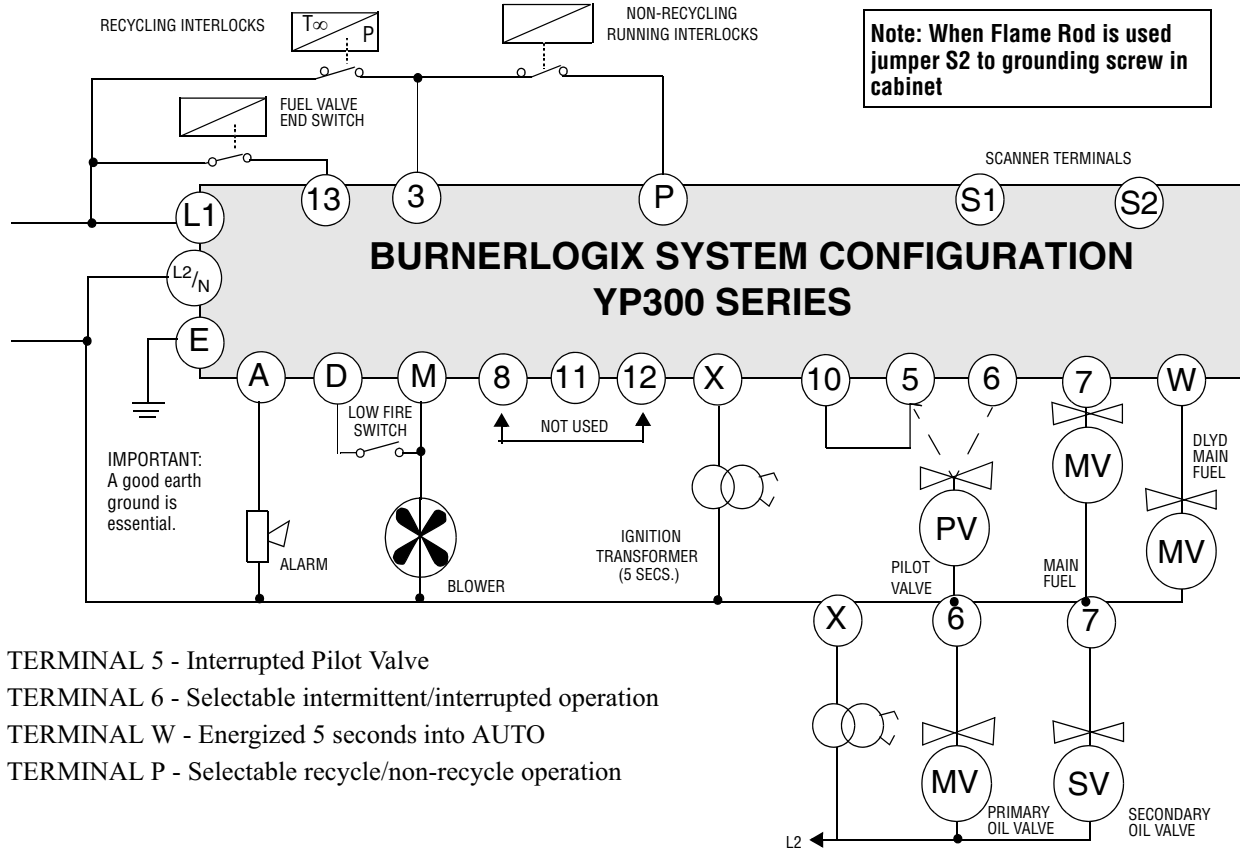 RECYCLING INTERLOCKS
T∞
P
NON-RECYCLING
RUNNING INTERLOCKS
Note: When Flame Rod is used
jumper S2 to grounding screw in
cabinet
FUEL VALVE
END SWITCH
SCANNER TERMINALS
L1
13
3
P
S1
S2
L2/N
BURNERLOGIX SYSTEM CONFIGURATION
YP300 SERIES
E
A
D
M
8
11
12
X
10
5
6
7
W
LOW FIRE
SWITCH
NOT USED
IMPORTANT:
A good earth
ground is
essential.
ALARM
BLOWER
IGNITION
TRANSFORMER
(5 SECS.)
PV
PILOT
VALVE
MV
MAIN
FUEL
DLYD
MAIN
FUEL
MV
X
6
7
TERMINAL 5 - Interrupted Pilot Valve
TERMINAL 6 - Selectable intermittent/interrupted operation
TERMINAL W - Energized 5 seconds into AUTO
TERMINAL P - Selectable recycle/non-recycle operation
MV
PRIMARY
OIL VALVE
SV
SECONDARY
OIL VALVE
L2